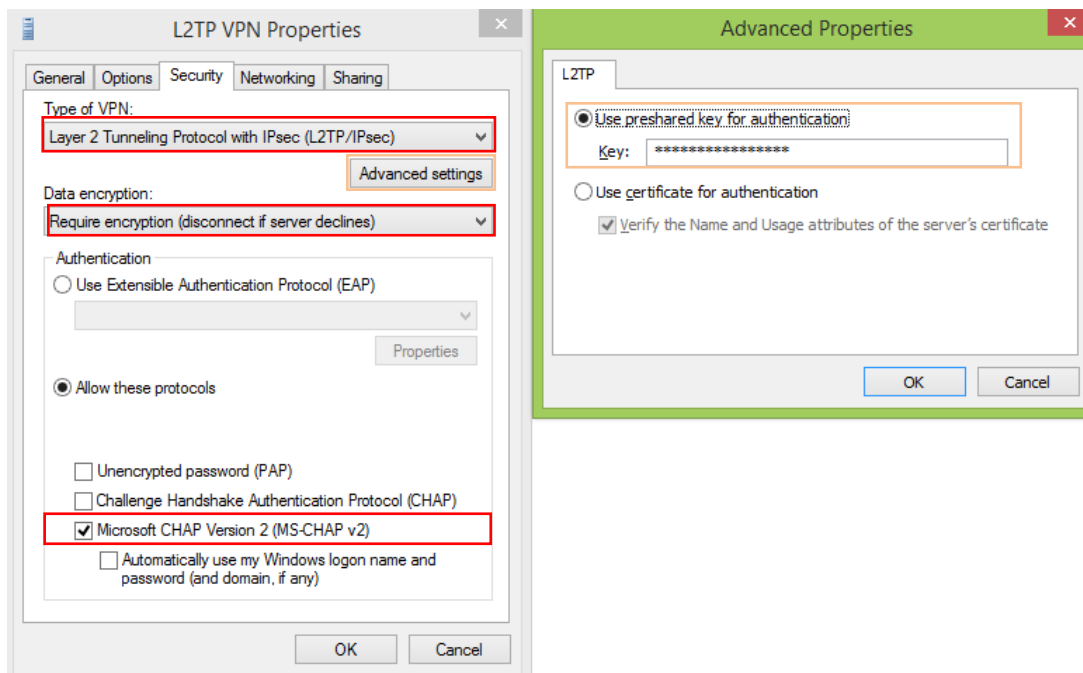 L2TP VPN Properties
General Options Security Networking Sharing
Type of VPN:
Layer 2 Tunneling Protocol with IPsec (L2TP/IPsec)
Advanced settings
Data encryption:
Require encryption (disconnect if server declines)
Authentication
Use Extensible Authentication Protocol (EAP)
Properties
Allow these protocols
Unencrypted password (PAP)
Challenge Handshake Authentication Protocol (CHAP)
Microsoft CHAP Version 2 (MS-CHAP v2)
Automatically use my Windows logon name and
password (and domain, if any)
OK Cancel
Advanced Properties
L2TP
Use preshared key for authentication
Key: ****************
Use certificate for authentication
Verify the Name and Usage attributes of the server's certificate
OK Cancel